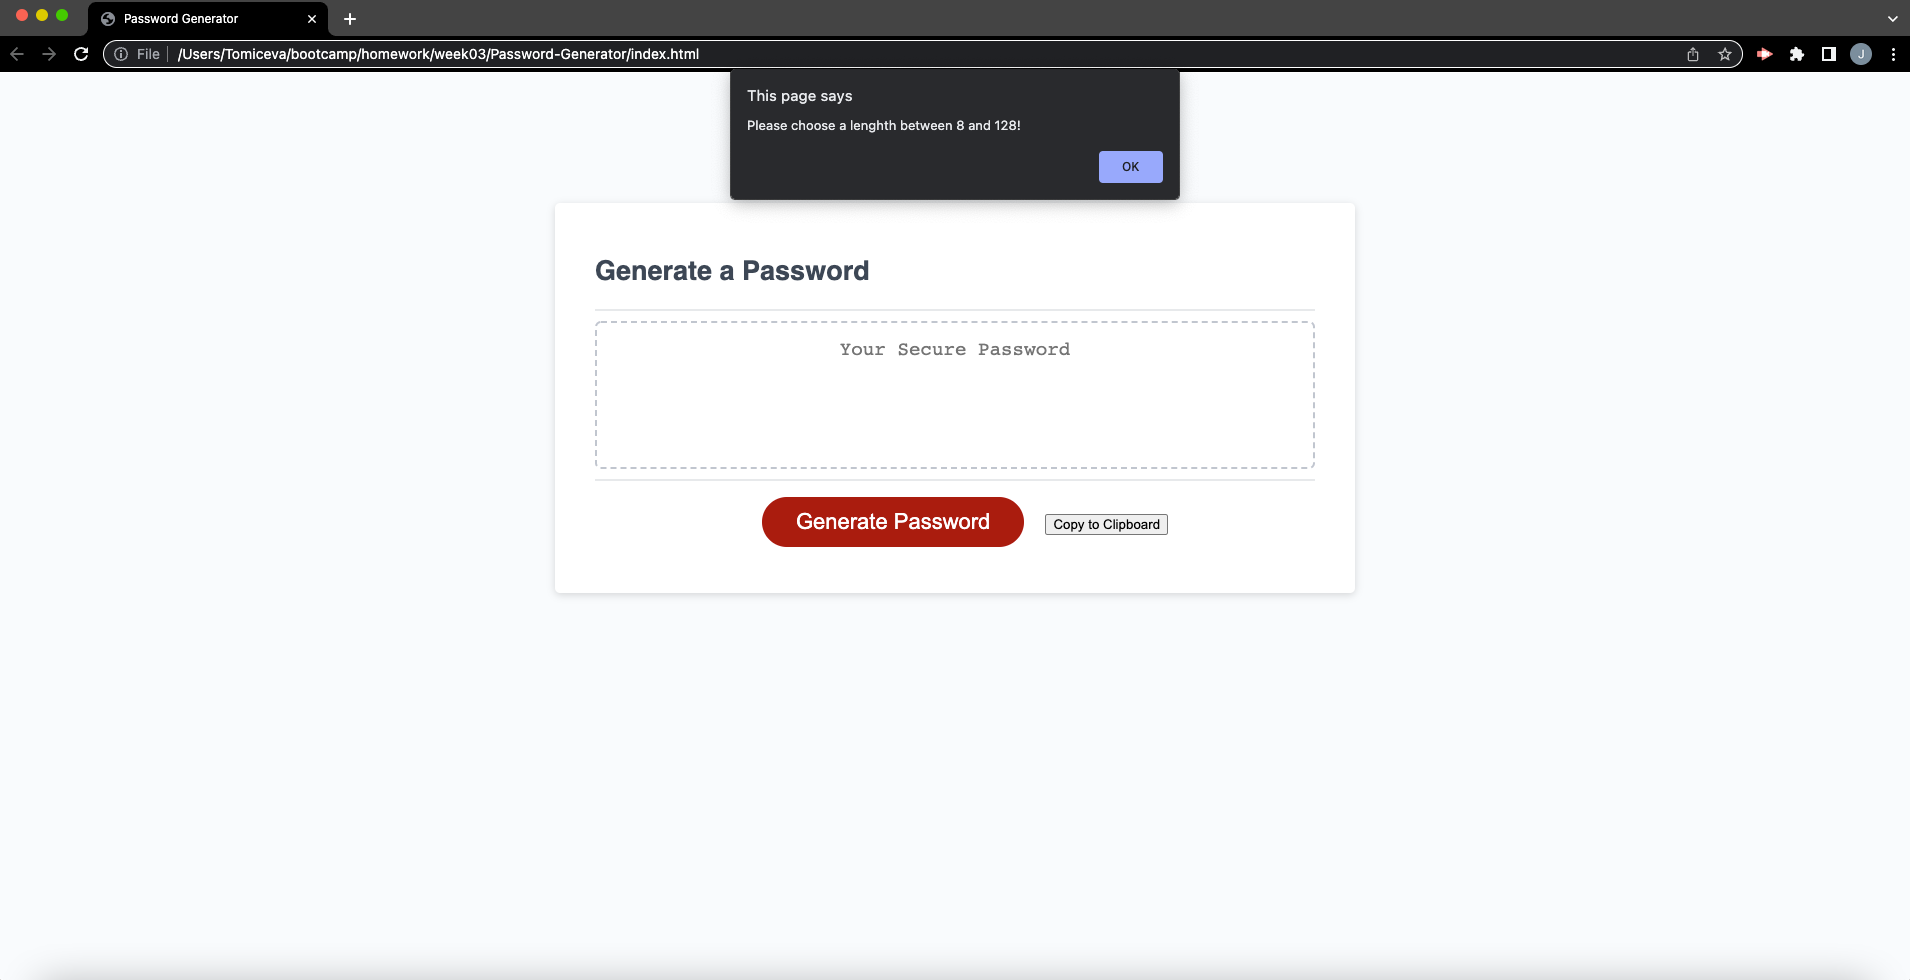 Password Generator
File /Users/Tomiceva/bootcamp/homework/week03/Password-Generator/index.html
J
This page says
Please choose a lenghth between 8 and 128!
OK
Generate a Password
Your Secure Password
Generate Password
Copy to Clipboard